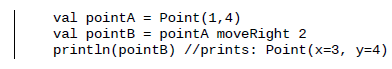 val pointA = Point(1,4)
val pointB = pointA moveRight 2
println(pointB) //prints: Point(x=3, y=4)